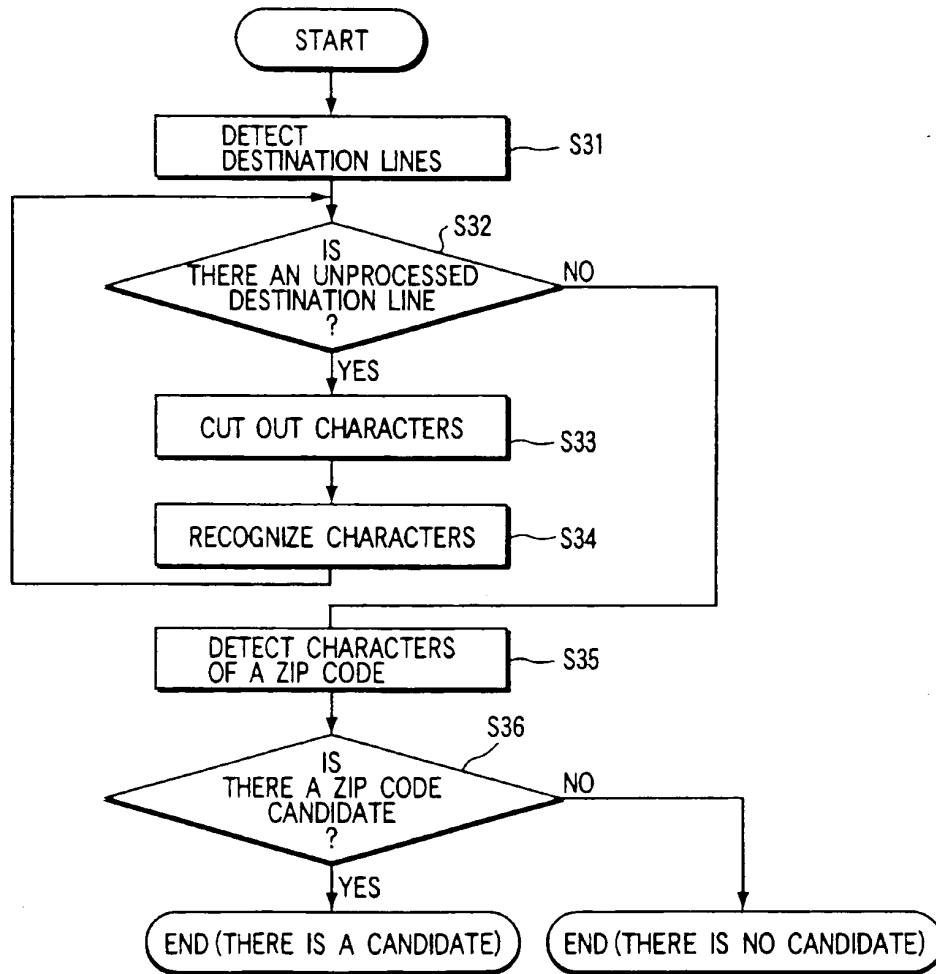 START
DETECT
DESTINATION LINES
S31
S32
IS
THERE AN UNPROCESSED
DESTINATION LINE
?
NO
YES
CUT OUT CHARACTERS
S33
RECOGNIZE CHARACTERS
S34
DETECT CHARACTERS
OF A ZIP CODE
S35
S36
IS
THERE A ZIP CODE
CANDIDATE
?
NO
YES
END (THERE IS A CANDIDATE)
END (THERE IS NO CANDIDATE)